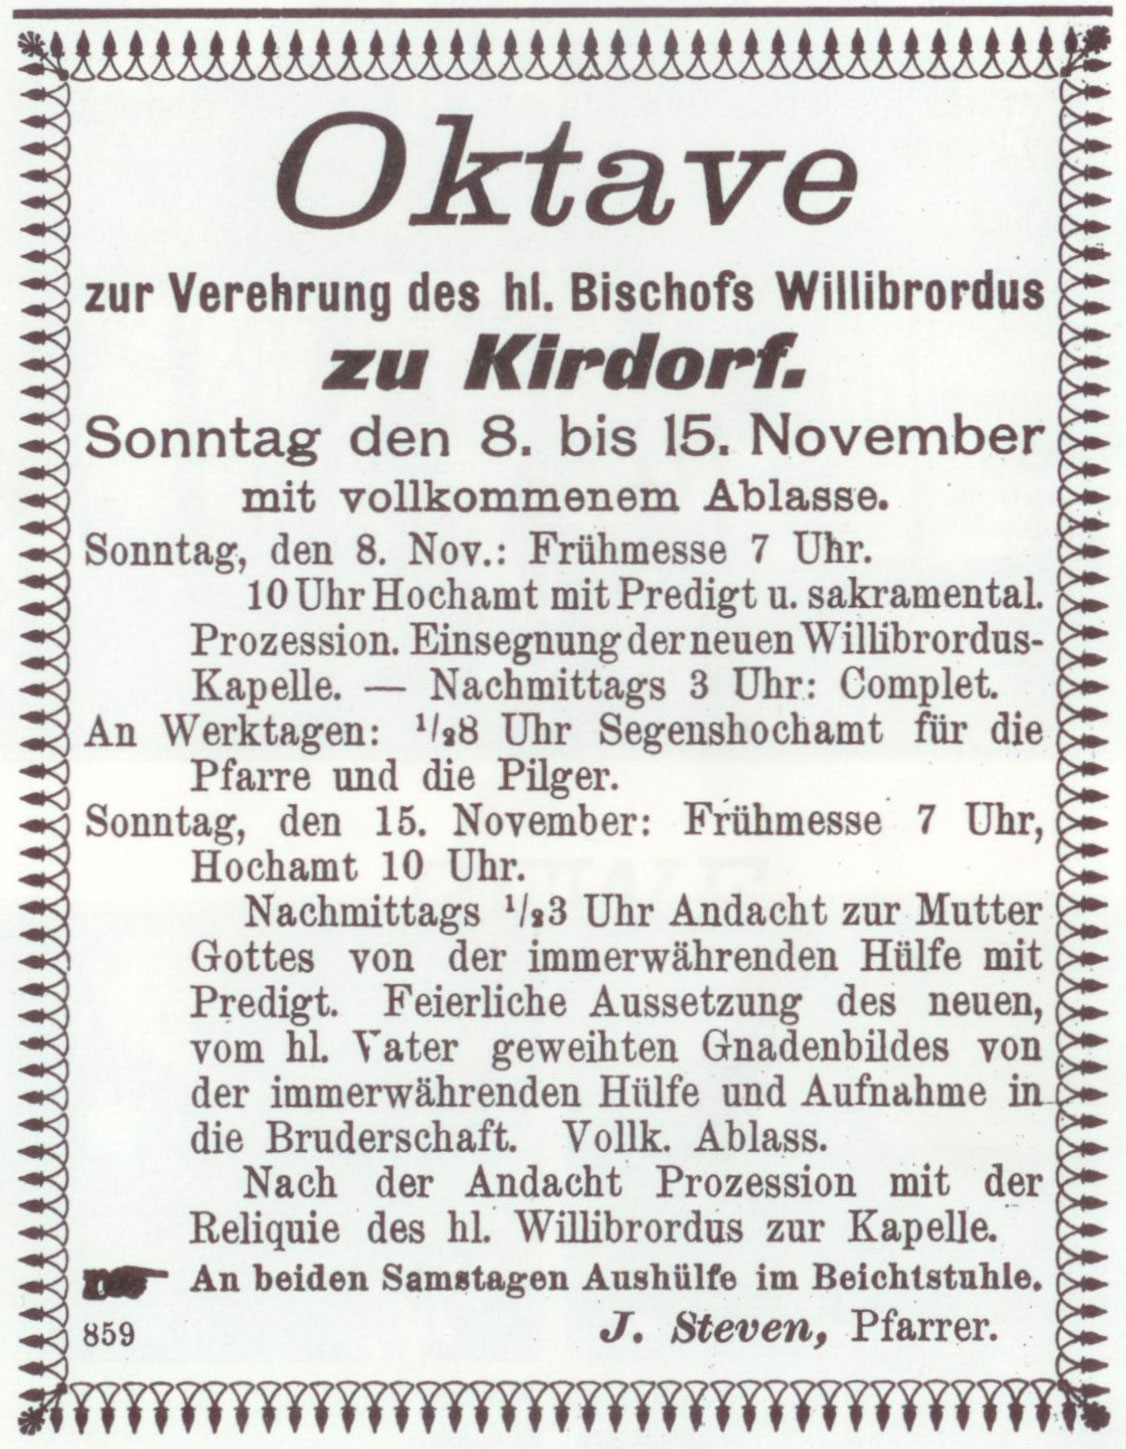 Oktave
zur Verehrung des hl. Bischofs Willibrordus
zu Kirdorf.
Sonntag den 8. bis 15. November
mit vollkommenem Ablasse.
Sonntag, den 8. Nov.: Frühmesse 7 Uhr.
10 Uhr Hochamt mit Predigt u. sakramental.
Prozession. Einsegnung der neuen Willibrordus-
Kapelle. — Nachmittags 3 Uhr: Complet.
An Werktagen: 1/28 Uhr Segenshochamt für die
Pfarre und die Pilger.
Sonntag, den 15. November: Frühmesse 7 Uhr,
Hochamt 10 Uhr.
Nachmittags 1/23 Uhr Andacht zur Mutter
Gottes von der immerwährenden Hülfe mit
Predigt. Feierliche Aussetzung des neuen,
vom hl. Vater geweihten Gnadenbildes von
der immerwährenden Hülfe und Aufnahme in
die Bruderschaft. Vollk. Ablass.
Nach der Andacht Prozession mit der
Reliquie des hl. Willibrordus zur Kapelle.
An beiden Samstagen Aushülfe im Beichtstuhle.
859 J. Steven, Pfarrer.